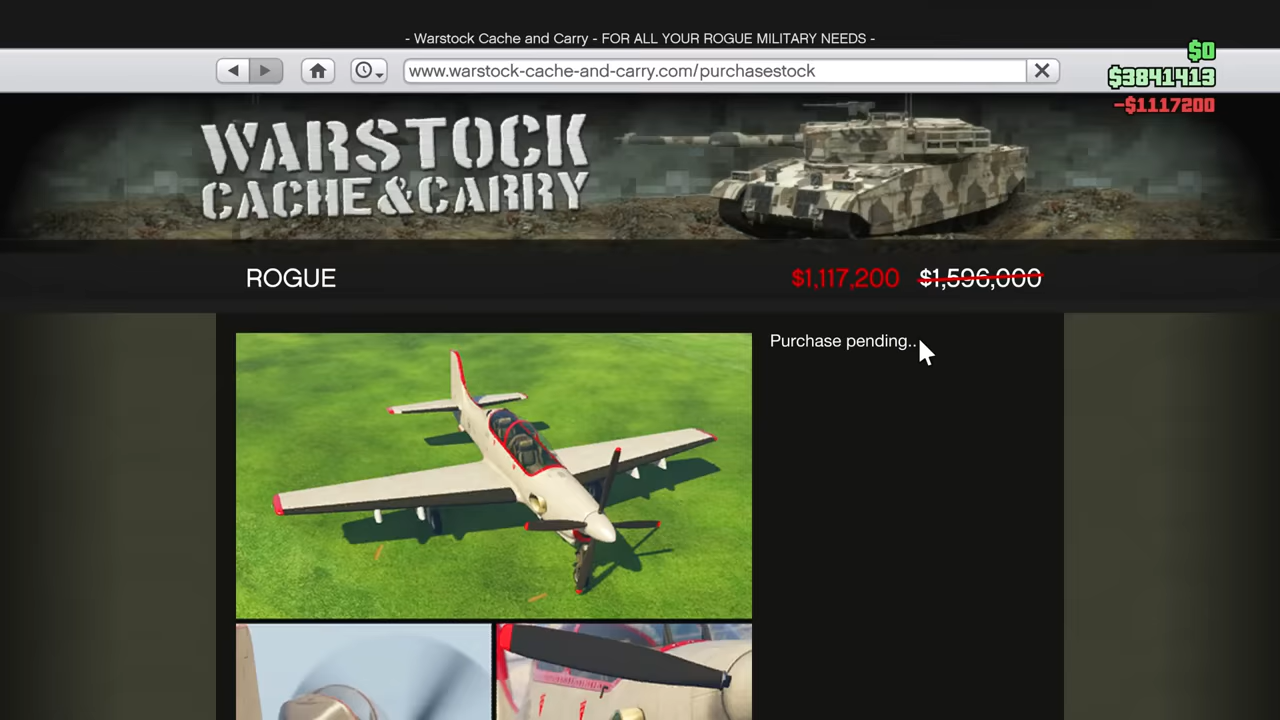 - Warstock Cache and Carry - FOR ALL YOUR ROGUE MILITARY NEEDS -
www.warstock-cache-and-carry.com/purchasestock
$0
$3841413
-$1117200
WARSTOCK
CACHE&CARRY
ROGUE $1,117,200 $1,596,000
Purchase pending..